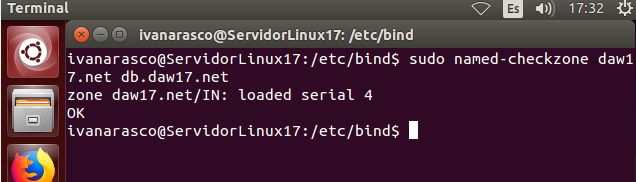 Terminal
Es
17:32
ivanarasco@ServidorLinux17: /etc/bind
ivanarasco@ServidorLinux17:/etc/bind$ sudo named-checkzone daw1
7.net db.daw17.net
zone daw17.net/IN: loaded serial 4
OK
ivanarasco@ServidorLinux17:/etc/bind$